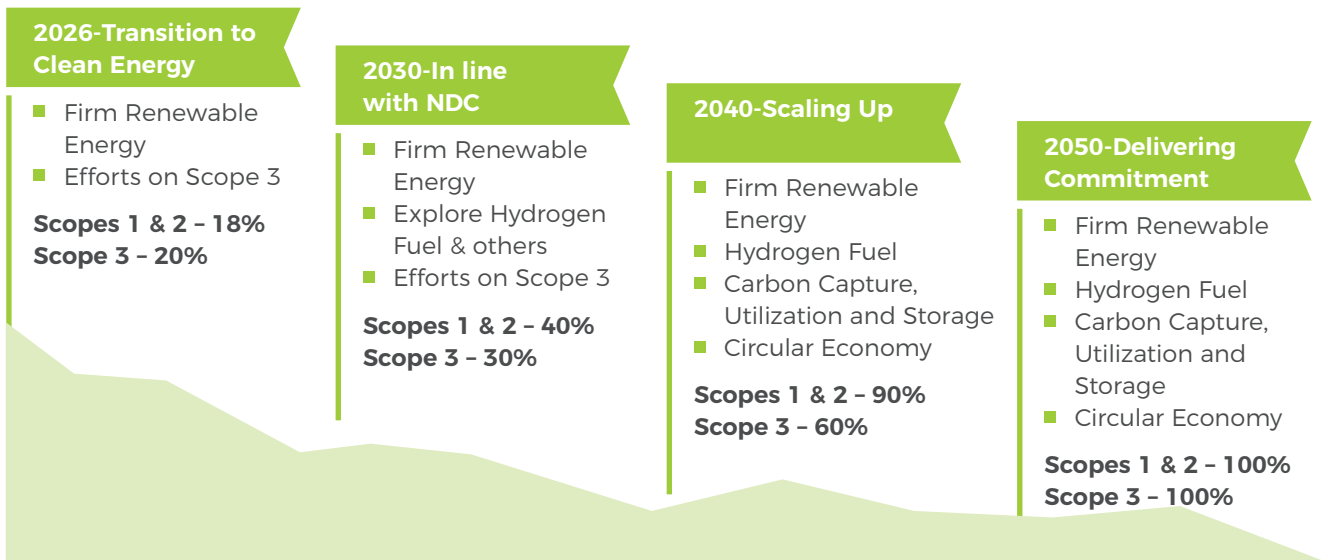 2026-Transition to
Clean Energy
Firm Renewable
Energy
Efforts on Scope 3
Scopes 1 & 2 – 18%
Scope 3 – 20%
2030-In line
with NDC
Firm Renewable
Energy
Explore Hydrogen
Fuel & others
Efforts on Scope 3
Scopes 1 & 2 – 40%
Scope 3 – 30%
2040-Scaling Up
Firm Renewable
Energy
Hydrogen Fuel
Carbon Capture,
Utilization and Storage
Circular Economy
Scopes 1 & 2 – 90%
Scope 3 – 60%
2050-Delivering
Commitment
Firm Renewable
Energy
Hydrogen Fuel
Carbon Capture,
Utilization and
Storage
Circular Economy
Scopes 1 & 2 – 100%
Scope 3 – 100%